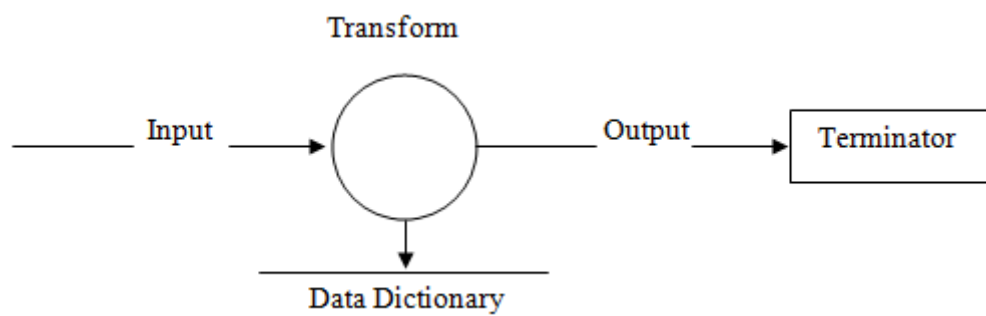 Transform
Input
Output
Terminator
Data Dictionary